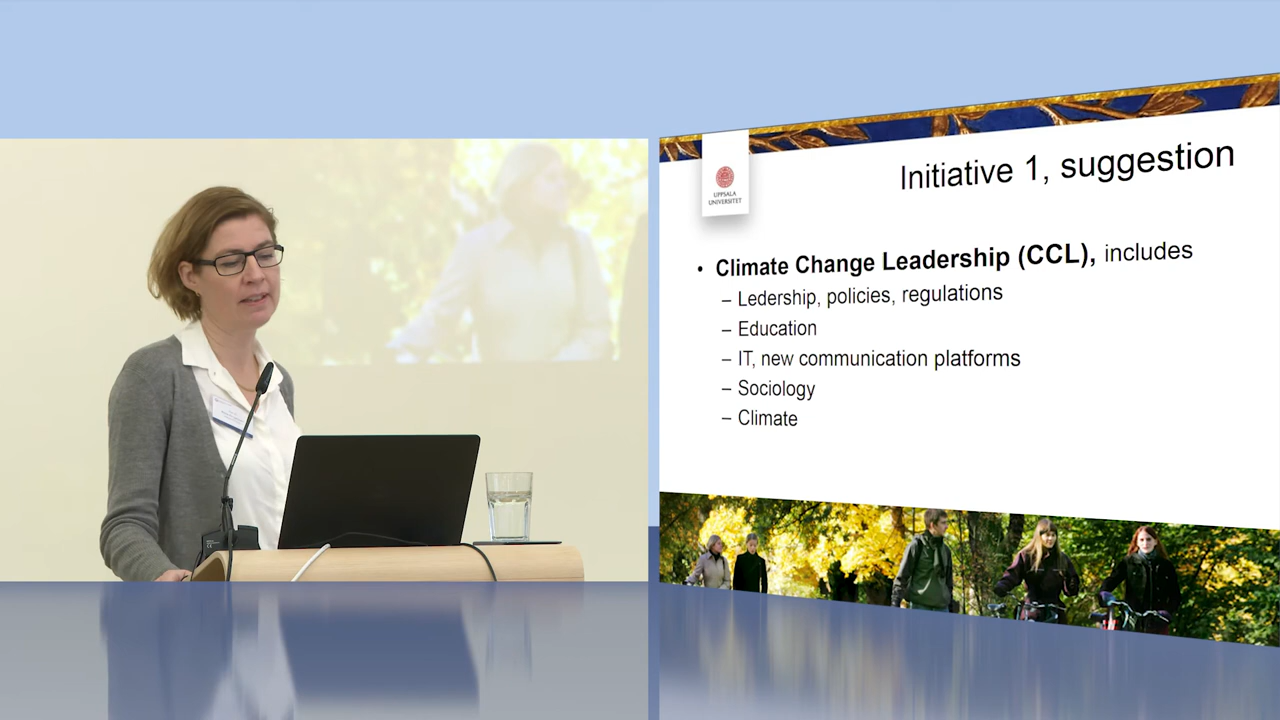 Initiative 1, suggestion
UPPSALA
UNIVERSITET
• Climate Change Leadership (CCL), includes
– Ledership, policies, regulations
– Education
– IT, new communication platforms
– Sociology
– Climate